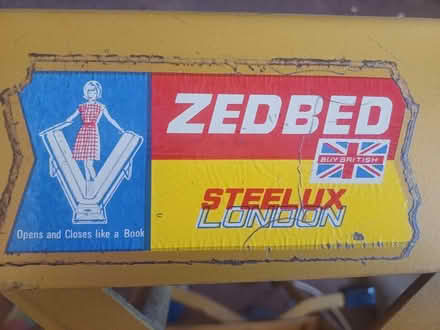 ZEDBED
BUY BRITISH
STEELUX
LONDON
Opens and Closes like a Book